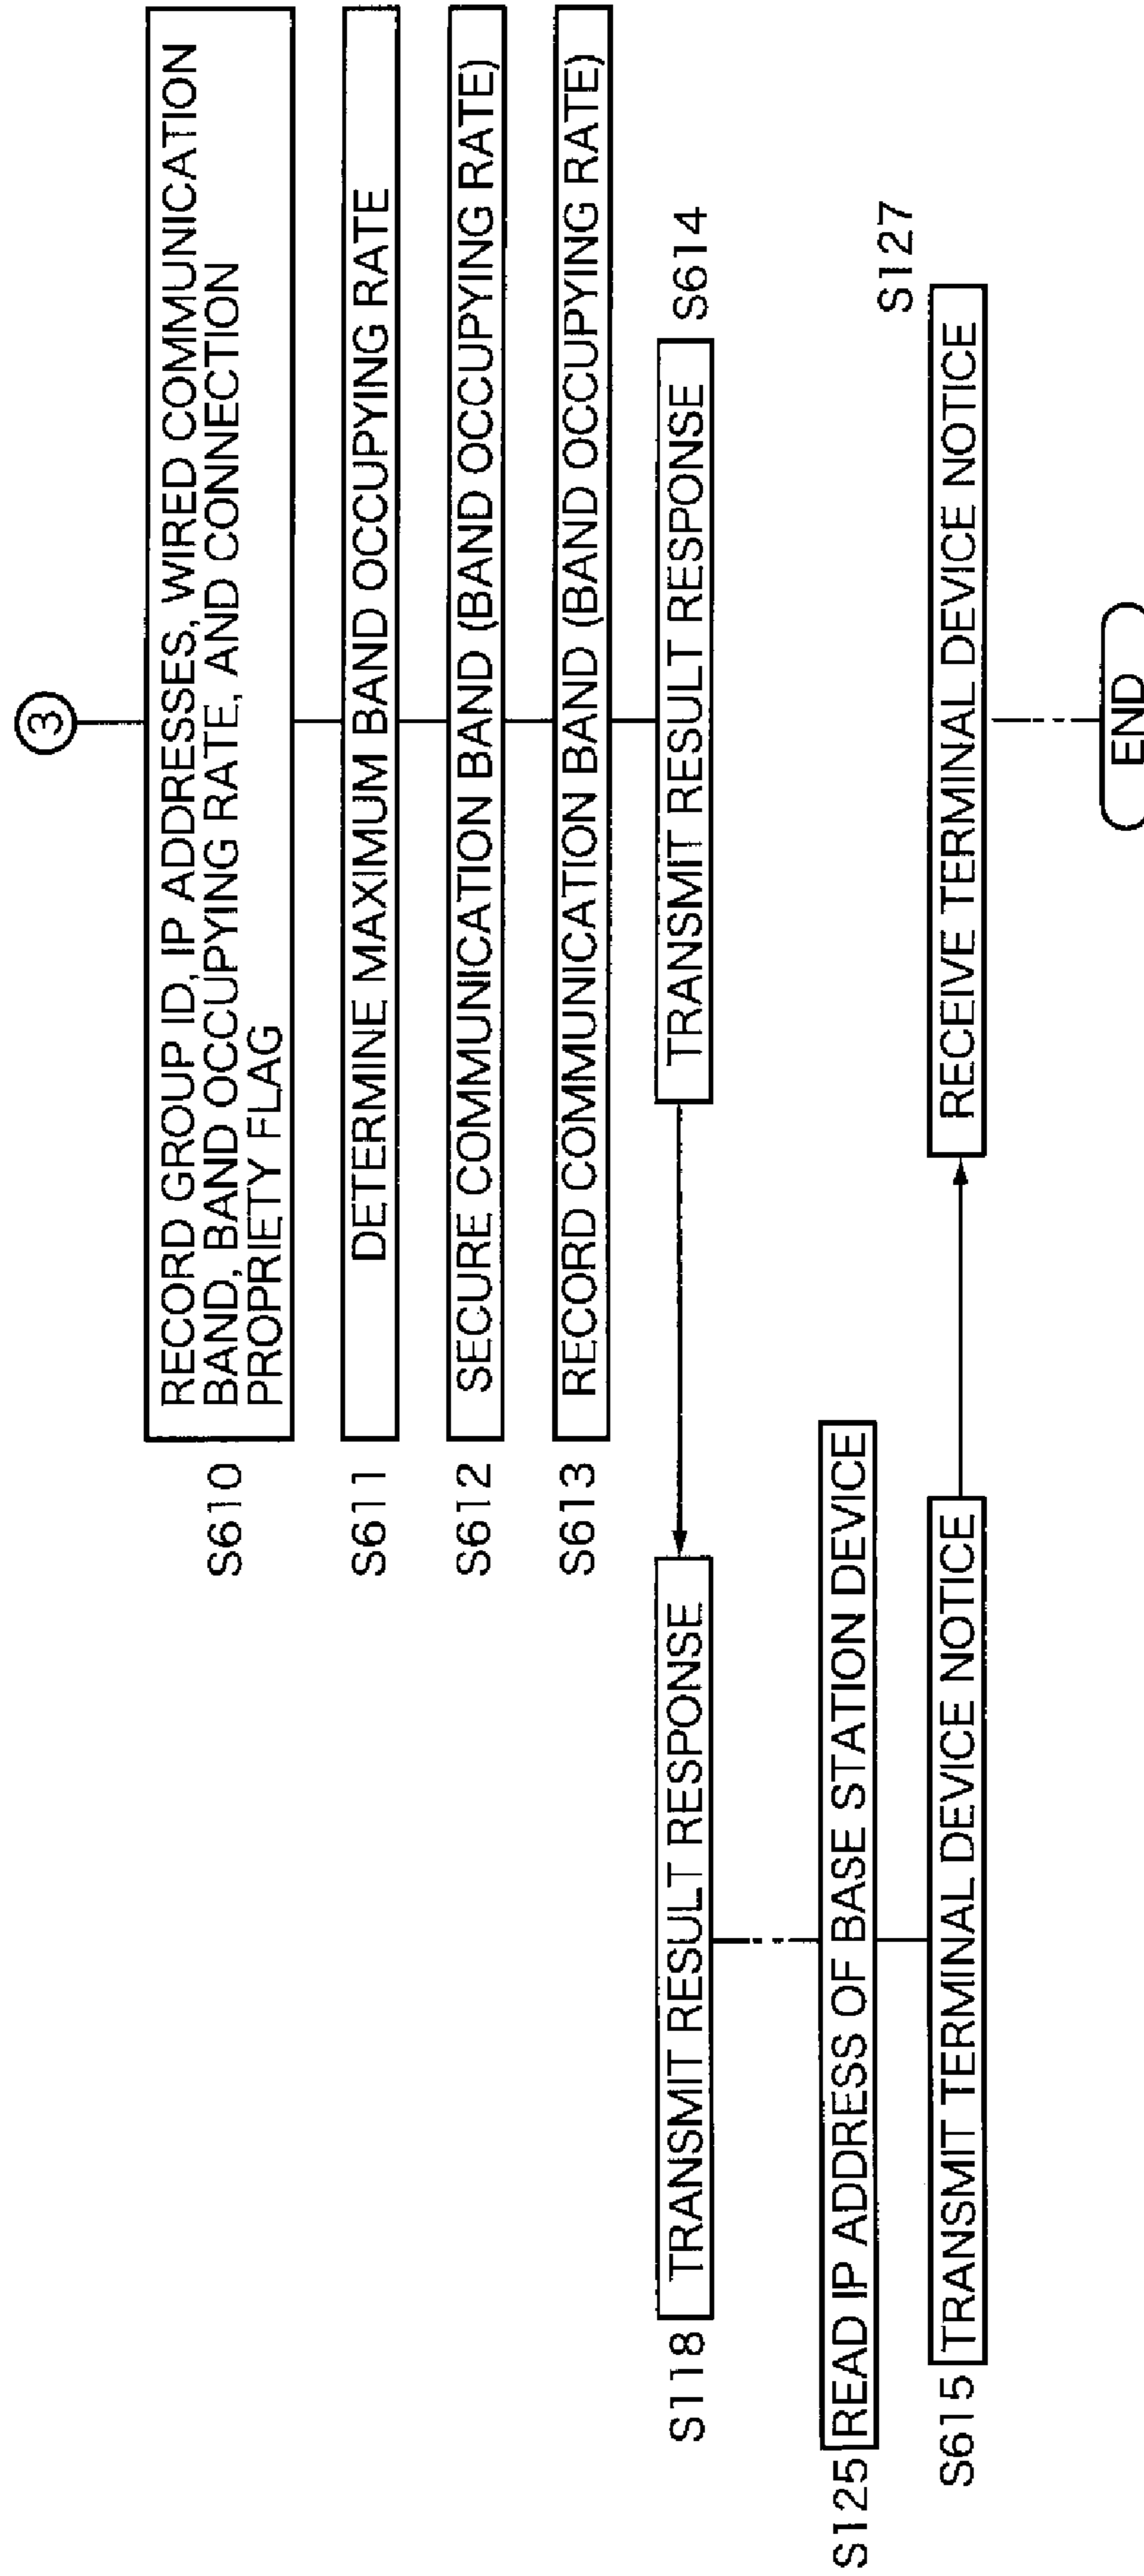 3
S610
RECORD GROUP ID, IP ADDRESSES, WIRED COMMUNICATION
BAND, BAND OCCUPYING RATE, AND CONNECTION
PROPRIETY FLAG
S611
DETERMINE MAXIMUM BAND OCCUPYING RATE
S612
SECURE COMMUNICATION BAND (BAND OCCUPYING RATE)
S613
RECORD COMMUNICATION BAND (BAND OCCUPYING RATE)
S118
TRANSMIT RESULT RESPONSE
TRANSMIT RESULT RESPONSE
S614
S125
READ IP ADDRESS OF BASE STATION DEVICE
S127
S615
TRANSMIT TERMINAL DEVICE NOTICE
RECEIVE TERMINAL DEVICE NOTICE
END